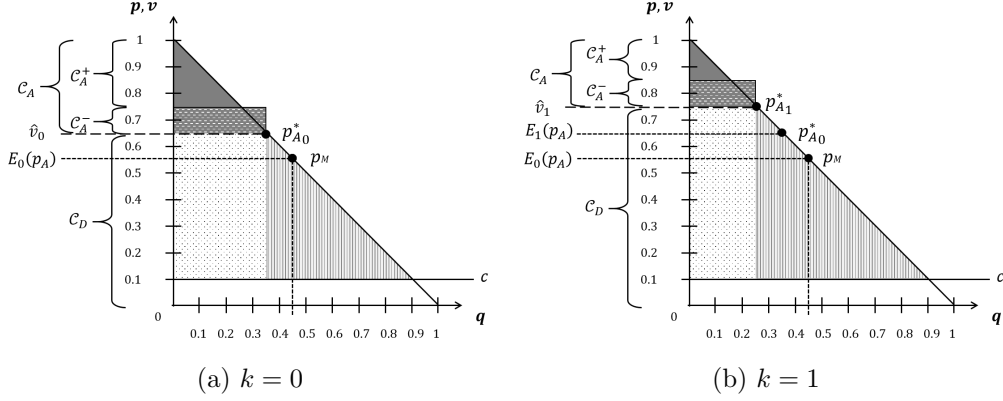 p, v
1
0.9
0.8
0.7
0.6
0.5
0.4
0.3
0.2
0.1
0
C_A
C_A^+
C_A^-
v̂_0
E_0(p_A)
C_D
p*_{A_0}
p_M
c
q
0.1 0.2 0.3 0.4 0.5 0.6 0.7 0.8 0.9 1
(a) k = 0
p, v
1
0.9
0.8
0.7
0.6
0.5
0.4
0.3
0.2
0.1
0
C_A
C_A^+
C_A^-
v̂_1
E_1(p_A)
E_0(p_A)
C_D
p*_{A_1}
p*_{A_0}
p_M
c
q
0.1 0.2 0.3 0.4 0.5 0.6 0.7 0.8 0.9 1
(b) k = 1